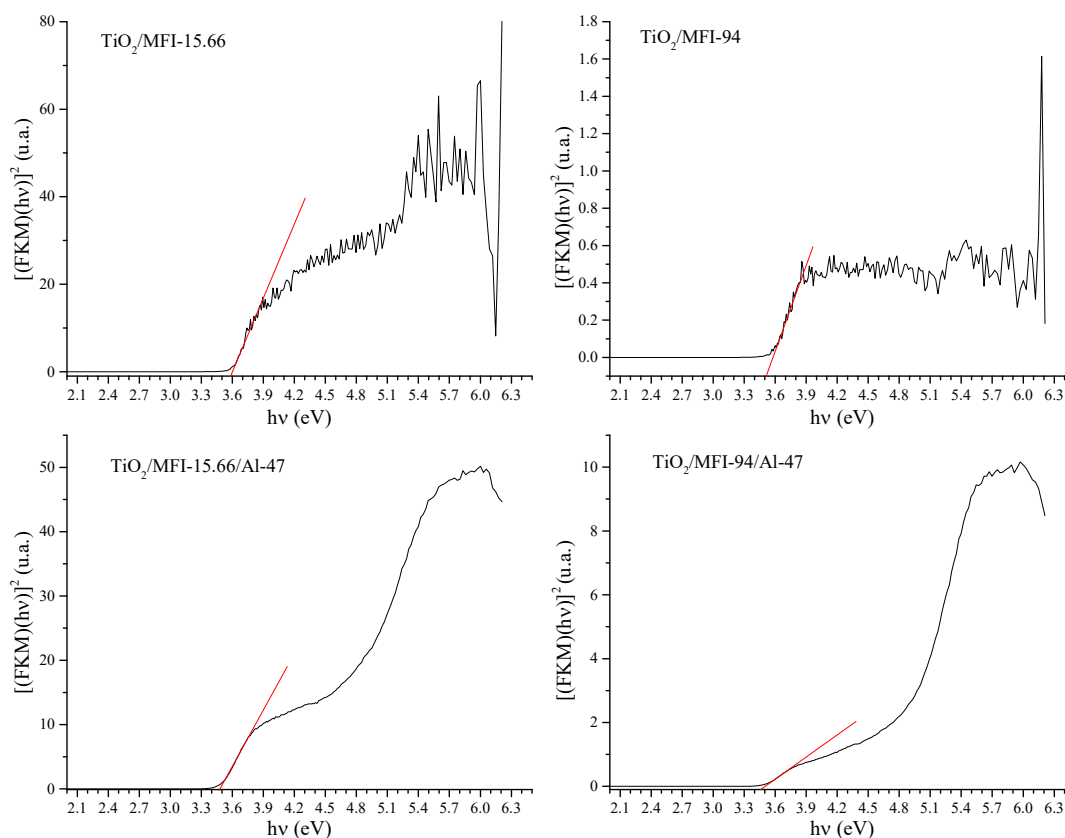 TiO2/MFI-15.66
[(FKM)(hν)]2 (u.a.)
80
60
40
20
0
2.1 2.4 2.7 3.0 3.3 3.6 3.9 4.2 4.5 4.8 5.1 5.4 5.7 6.0 6.3
hν (eV)
TiO2/MFI-94
[(FKM)(hν)]2 (u.a.)
1.8
1.6
1.4
1.2
1.0
0.8
0.6
0.4
0.2
0.0
2.1 2.4 2.7 3.0 3.3 3.6 3.9 4.2 4.5 4.8 5.1 5.4 5.7 6.0 6.3
hν (eV)
TiO2/MFI-15.66/Al-47
[(FKM)(hν)]2 (u.a.)
50
40
30
20
10
0
2.1 2.4 2.7 3.0 3.3 3.6 3.9 4.2 4.5 4.8 5.1 5.4 5.7 6.0 6.3
hν (eV)
TiO2/MFI-94/Al-47
[(FKM)(hν)]2 (u.a.)
10
8
6
4
2
0
2.1 2.4 2.7 3.0 3.3 3.6 3.9 4.2 4.5 4.8 5.1 5.4 5.7 6.0 6.3
hν (eV)